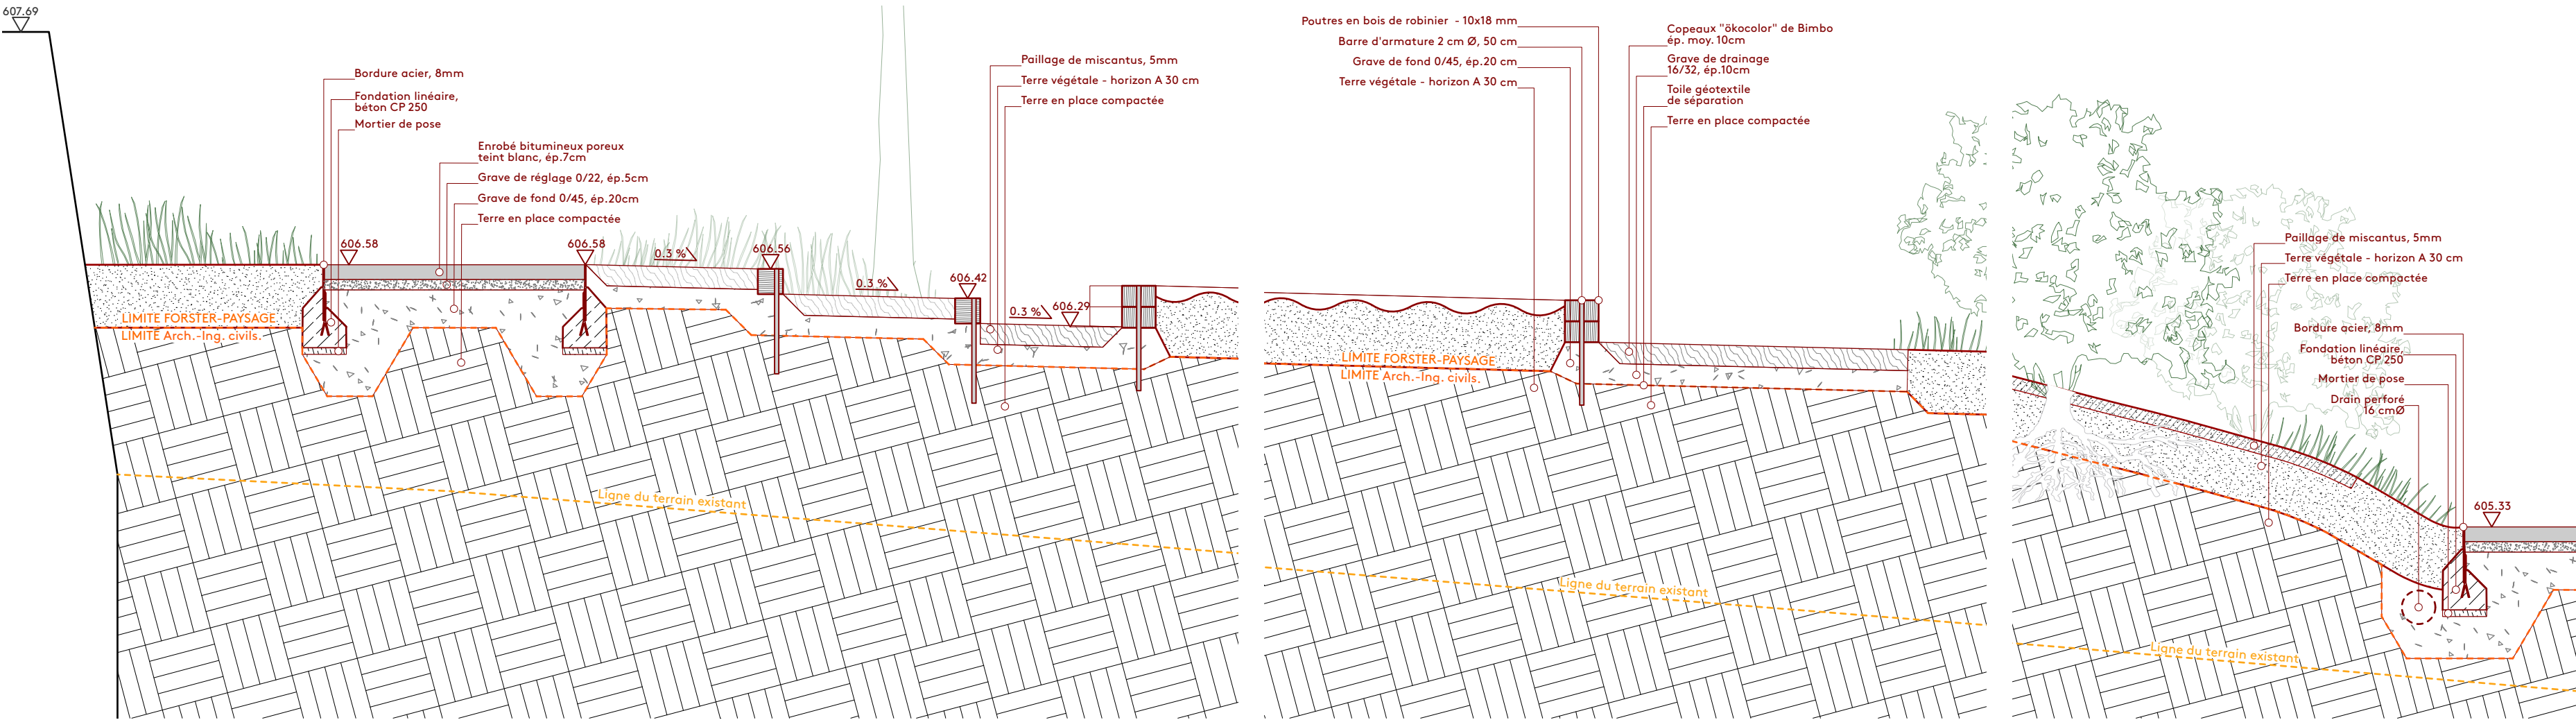 607.69
Bordure acier, 8mm
Fondation linéaire,
béton CP 250
Mortier de pose
Enrobé bitumineux poreux
teint blanc, ép.7cm
Grave de réglage 0/22, ép.5cm
Grave de fond 0/45, ép.20cm
Terre en place compactée
606.58
606.58
0.3 %
606.56
0.3 %
606.42
0.3 %
606.29
Paillage de miscantus, 5mm
Terre végétale - horizon A 30 cm
Terre en place compactée
LIMITE FORSTER-PAYSAGE
LIMITE Arch.-Ing. civils.
Ligne du terrain existant
Poutres en bois de robinier - 10x18 mm
Barre d'armature 2 cm Ø, 50 cm
Grave de fond 0/45, ép.20 cm
Terre végétale - horizon A 30 cm
Copeaux "ökocolor" de Bimbo
ép. moy. 10cm
Grave de drainage
16/32, ép.10cm
Toile géotextile
de séparation
Terre en place compactée
LIMITE FORSTER-PAYSAGE
LIMITE Arch.-Ing. civils.
Ligne du terrain existant
Paillage de miscantus, 5mm
Terre végétale - horizon A 30 cm
Terre en place compactée
Bordure acier, 8mm
Fondation linéaire,
béton CP 250
Mortier de pose
Drain perforé
16 cmØ
605.33
Ligne du terrain existant